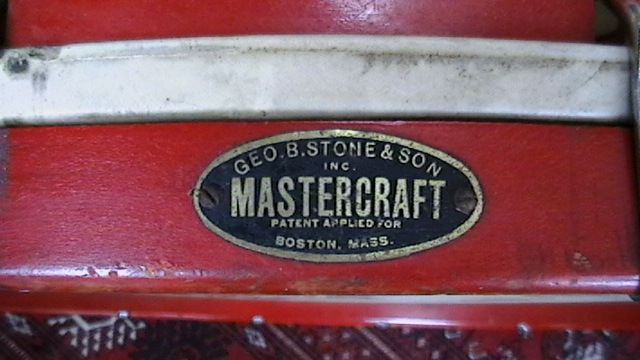 GEO. B. STONE & SON
INC.
MASTERCRAFT
PATENT APPLIED FOR
BOSTON, MASS.